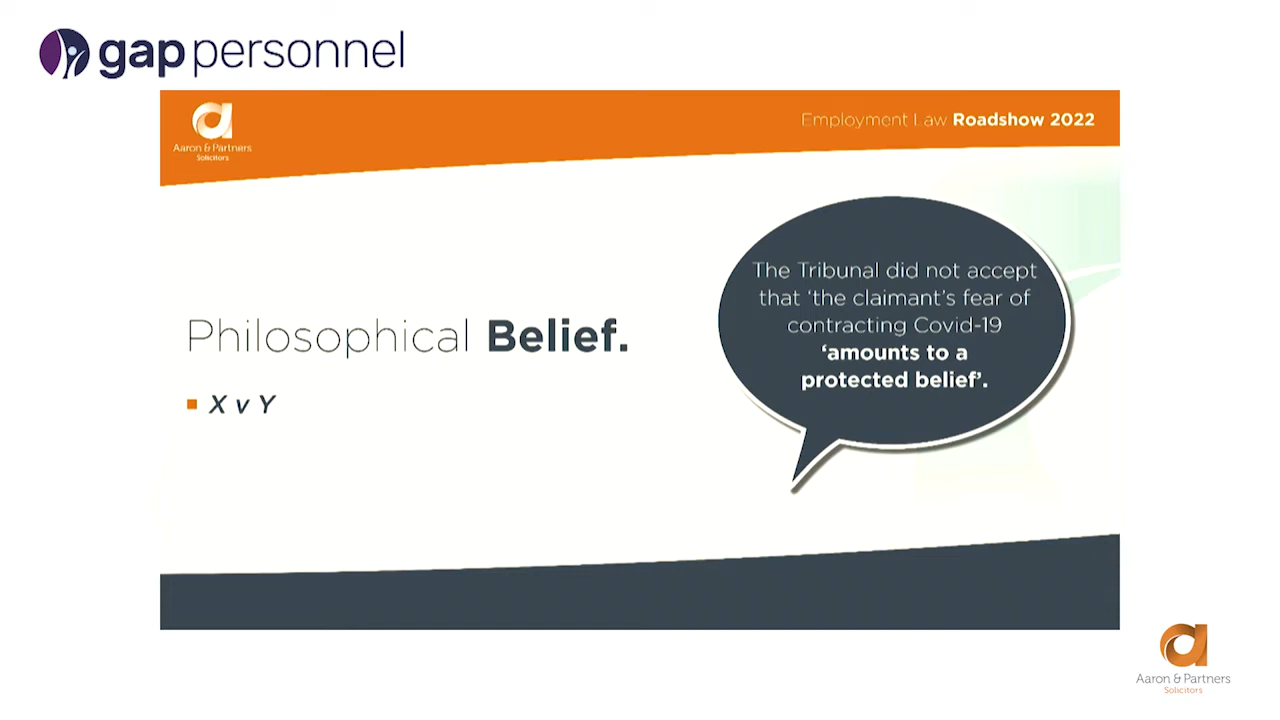 gap personnel
Aaron & Partners
Solicitors
Employment Law Roadshow 2022
Philosophical Belief.
X v Y
The Tribunal did not accept
that ‘the claimant’s fear of
contracting Covid-19
‘amounts to a
protected belief’.
Aaron & Partners
Solicitors